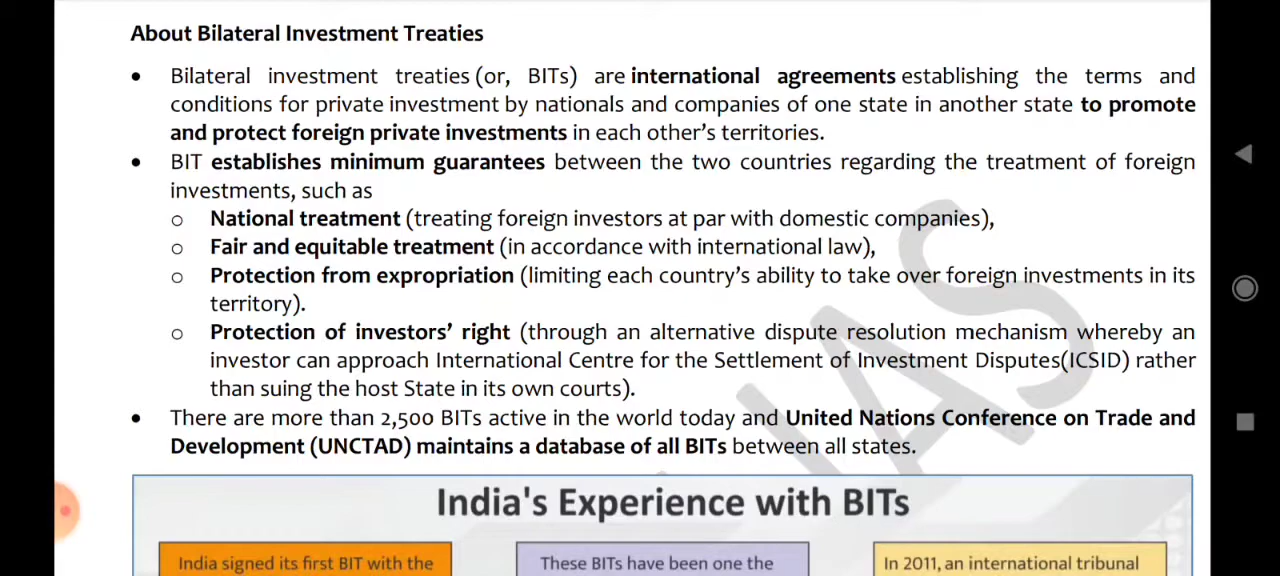 About Bilateral Investment Treaties
• Bilateral investment treaties (or, BITs) are international agreements establishing the terms and
conditions for private investment by nationals and companies of one state in another state to promote
and protect foreign private investments in each other's territories.
• BIT establishes minimum guarantees between the two countries regarding the treatment of foreign
investments, such as
o National treatment (treating foreign investors at par with domestic companies),
o Fair and equitable treatment (in accordance with international law),
o Protection from expropriation (limiting each country's ability to take over foreign investments in its
territory).
o Protection of investors' right (through an alternative dispute resolution mechanism whereby an
investor can approach International Centre for the Settlement of Investment Disputes(ICSID) rather
than suing the host State in its own courts).
• There are more than 2,500 BITs active in the world today and United Nations Conference on Trade and
Development (UNCTAD) maintains a database of all BITs between all states.
IAS
India's Experience with BITs
India signed its first BIT with the
These BITs have been one the
In 2011, an international tribunal